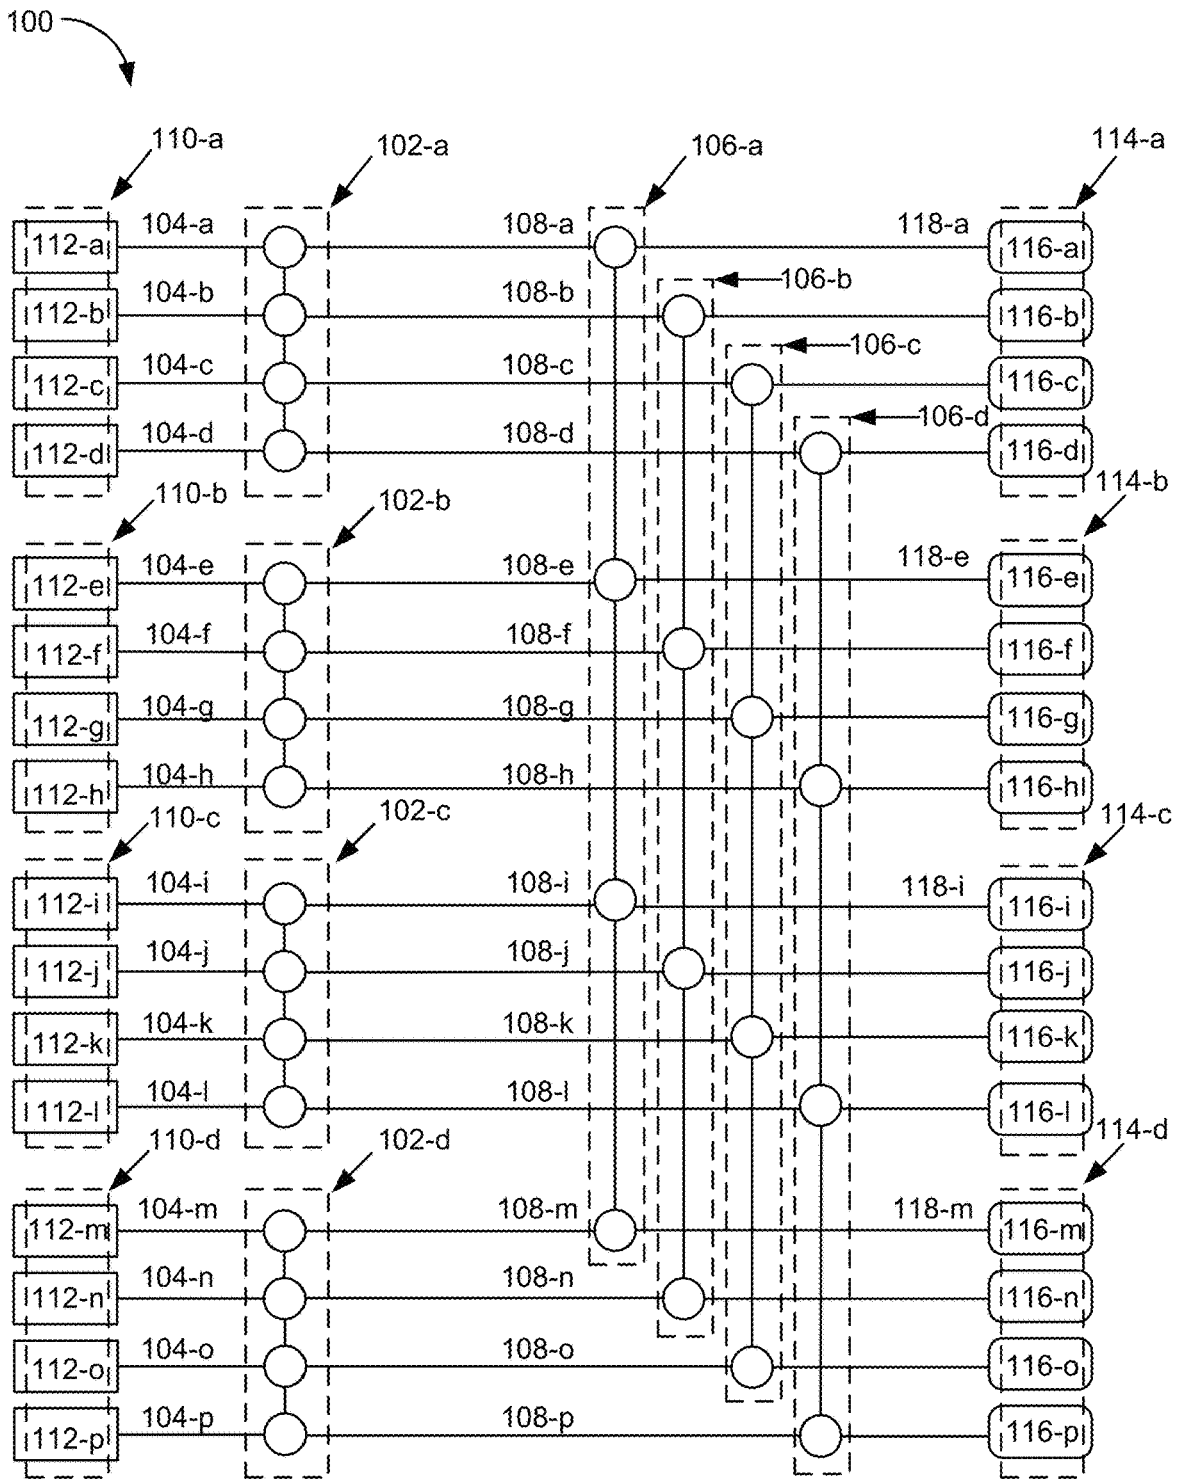 100
110-a 102-a 106-a 114-a
112-a 104-a 108-a 118-a 116-a
106-b
112-b 104-b 108-b 116-b
106-c
112-c 104-c 108-c 116-c
106-d
112-d 104-d 108-d 116-d
110-b 102-b 114-b
112-e 104-e 108-e 118-e 116-e
112-f 104-f 108-f 116-f
112-g 104-g 108-g 116-g
112-h 104-h 108-h 116-h
110-c 102-c 114-c
112-i 104-i 108-i 118-i 116-i
112-j 104-j 108-j 116-j
112-k 104-k 108-k 116-k
112-l 104-l 108-l 116-l
110-d 102-d 114-d
112-m 104-m 108-m 118-m 116-m
112-n 104-n 108-n 116-n
112-o 104-o 108-o 116-o
112-p 104-p 108-p 116-p